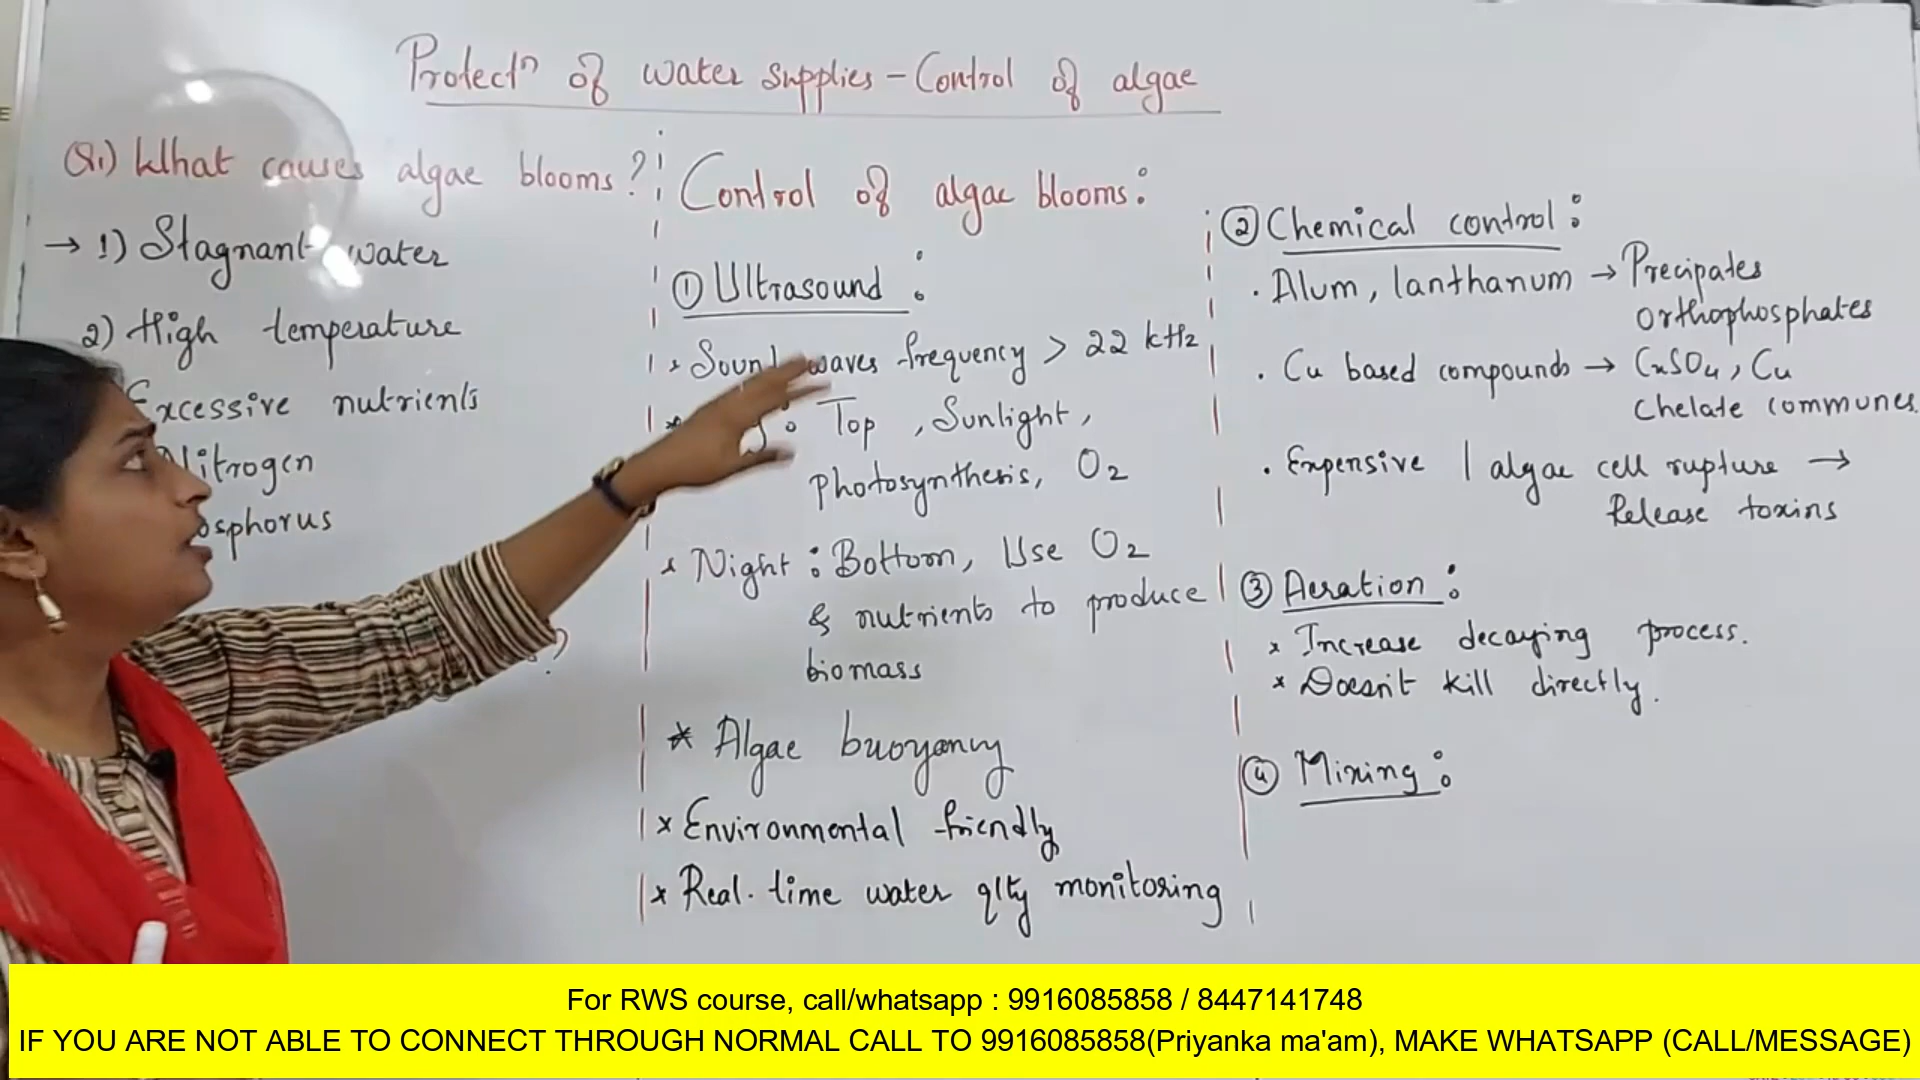 Protectn of water supplies - Control of algae
Q1.) What causes algae blooms?
→ 1) Stagnant water
2) High temperature
Excessive nutrients
Nitrogen
osphorus
?
Control of algae blooms:
① Ultrasound :
* Sound waves frequency > 22 kHz
* : Top , Sunlight,
photosynthesis, O2
* Night : Bottom, Use O2
& nutrients to produce
biomass
* Algae buoyancy
* Environmental friendly
* Real-time water qlty monitoring
② Chemical control :
. Alum, lanthanum → Precipates
orthophosphates
. Cu based compounds → CuSO4, Cu
Chelate communes
. Expensive | algae cell rupture →
Release toxins
③ Aeration :
* Increase decaying process.
* Doesn't kill directly.
④ Mixing :
For RWS course, call/whatsapp : 9916085858 / 8447141748
IF YOU ARE NOT ABLE TO CONNECT THROUGH NORMAL CALL TO 9916085858(Priyanka ma'am), MAKE WHATSAPP (CALL/MESSAGE)